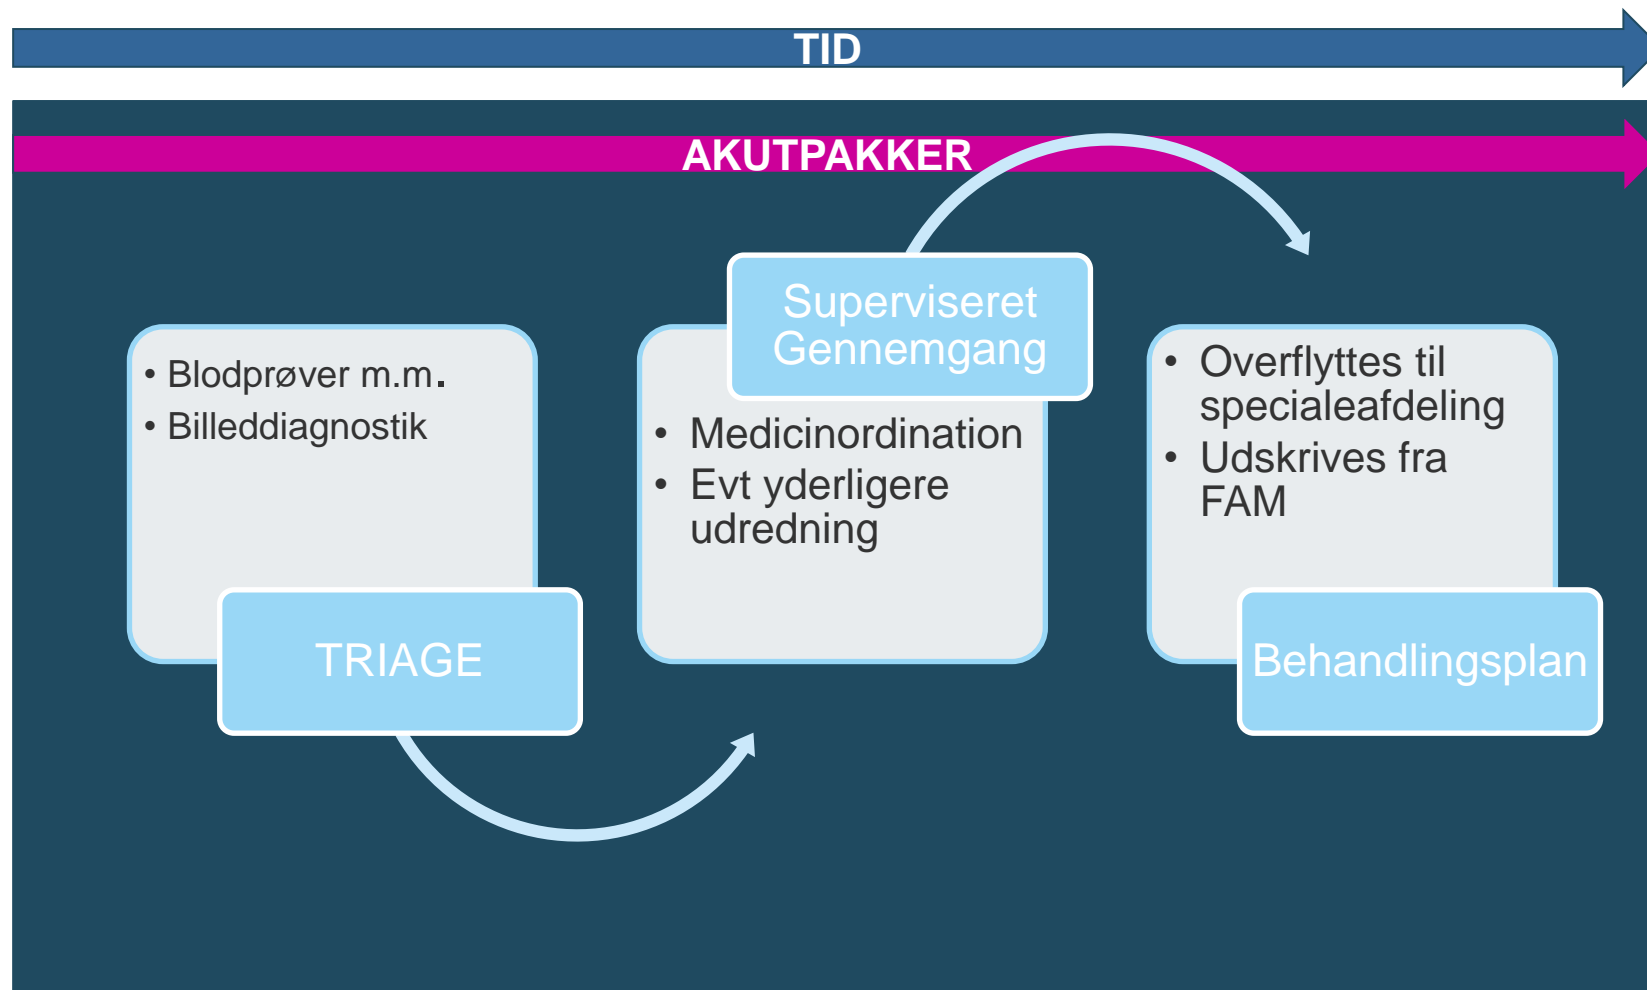 TID
AKUTPAKKER
• Blodprøver m.m.
• Billeddiagnostik
TRIAGE
Superviseret
Gennemgang
• Medicinordination
• Evt yderligere
udredning
• Overflyttes til
specialeafdeling
• Udskrives fra
FAM
Behandlingsplan